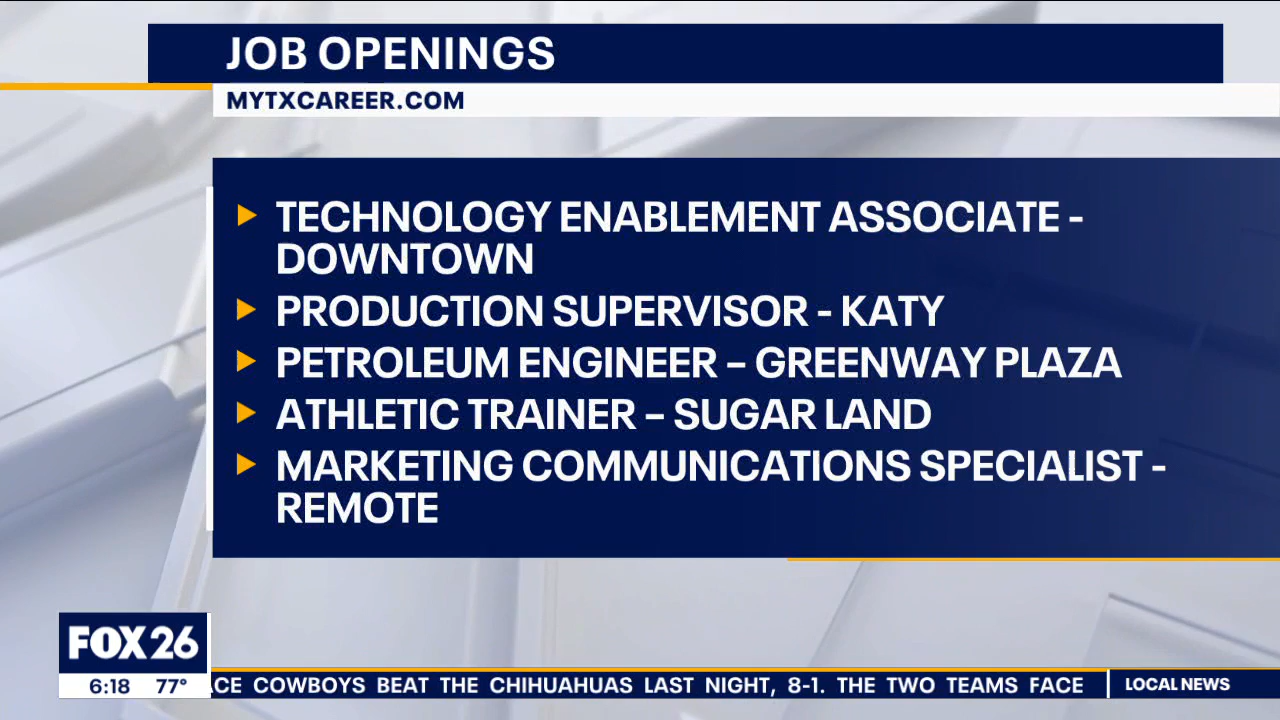 JOB OPENINGS
MYTXCAREER.COM
TECHNOLOGY ENABLEMENT ASSOCIATE -
DOWNTOWN
PRODUCTION SUPERVISOR - KATY
PETROLEUM ENGINEER – GREENWAY PLAZA
ATHLETIC TRAINER – SUGAR LAND
MARKETING COMMUNICATIONS SPECIALIST -
REMOTE
FOX 26
6:18 77° COWBOYS BEAT THE CHIHUAHUAS LAST NIGHT, 8-1. THE TWO TEAMS FACE LOCAL NEWS